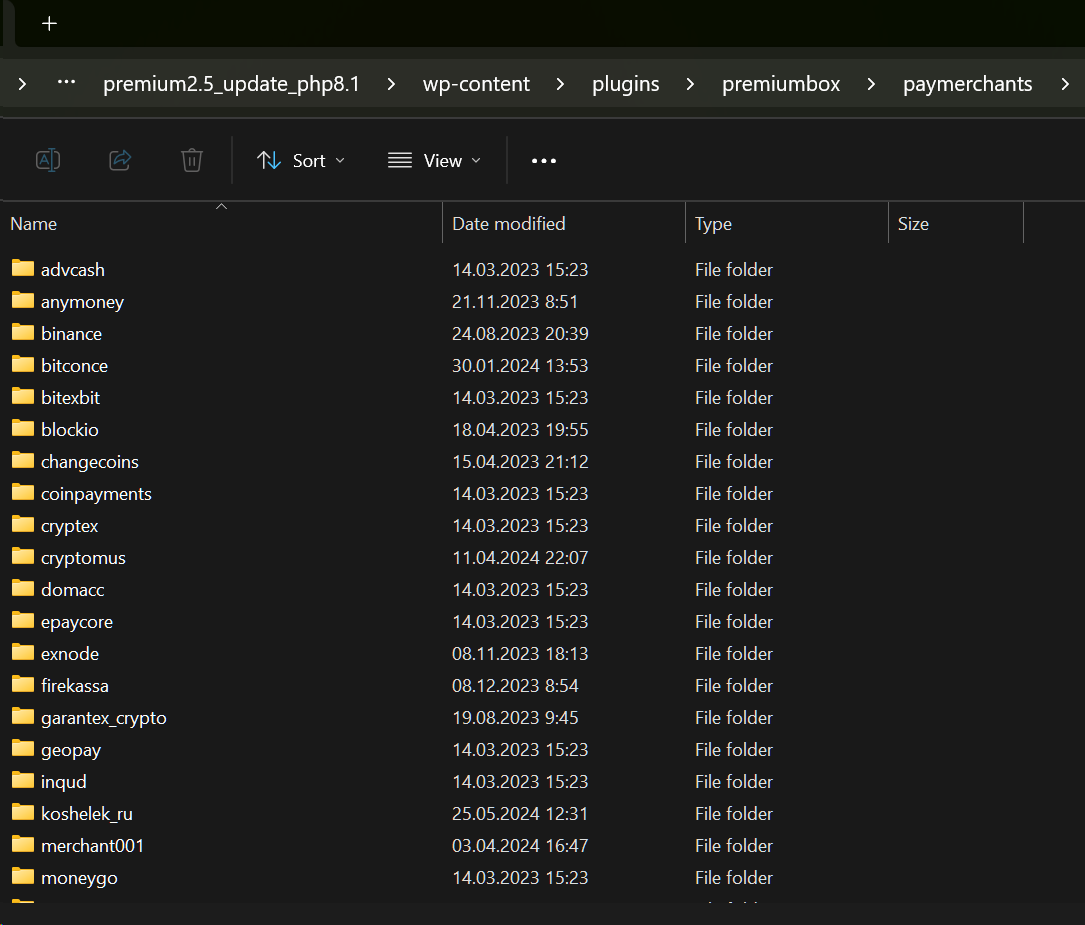 premium2.5_update_php8.1 wp-content plugins premiumbox paymerchants
Sort View
Name Date modified Type Size
advcash 14.03.2023 15:23 File folder
anymoney 21.11.2023 8:51 File folder
binance 24.08.2023 20:39 File folder
bitconce 30.01.2024 13:53 File folder
bitexbit 14.03.2023 15:23 File folder
blockio 18.04.2023 19:55 File folder
changecoins 15.04.2023 21:12 File folder
coinpayments 14.03.2023 15:23 File folder
cryptex 14.03.2023 15:23 File folder
cryptomus 11.04.2024 22:07 File folder
domacc 14.03.2023 15:23 File folder
epaycore 14.03.2023 15:23 File folder
exnode 08.11.2023 18:13 File folder
firekassa 08.12.2023 8:54 File folder
garantex_crypto 19.08.2023 9:45 File folder
geopay 14.03.2023 15:23 File folder
inqud 14.03.2023 15:23 File folder
koshelek_ru 25.05.2024 12:31 File folder
merchant001 03.04.2024 16:47 File folder
moneygo 14.03.2023 15:23 File folder